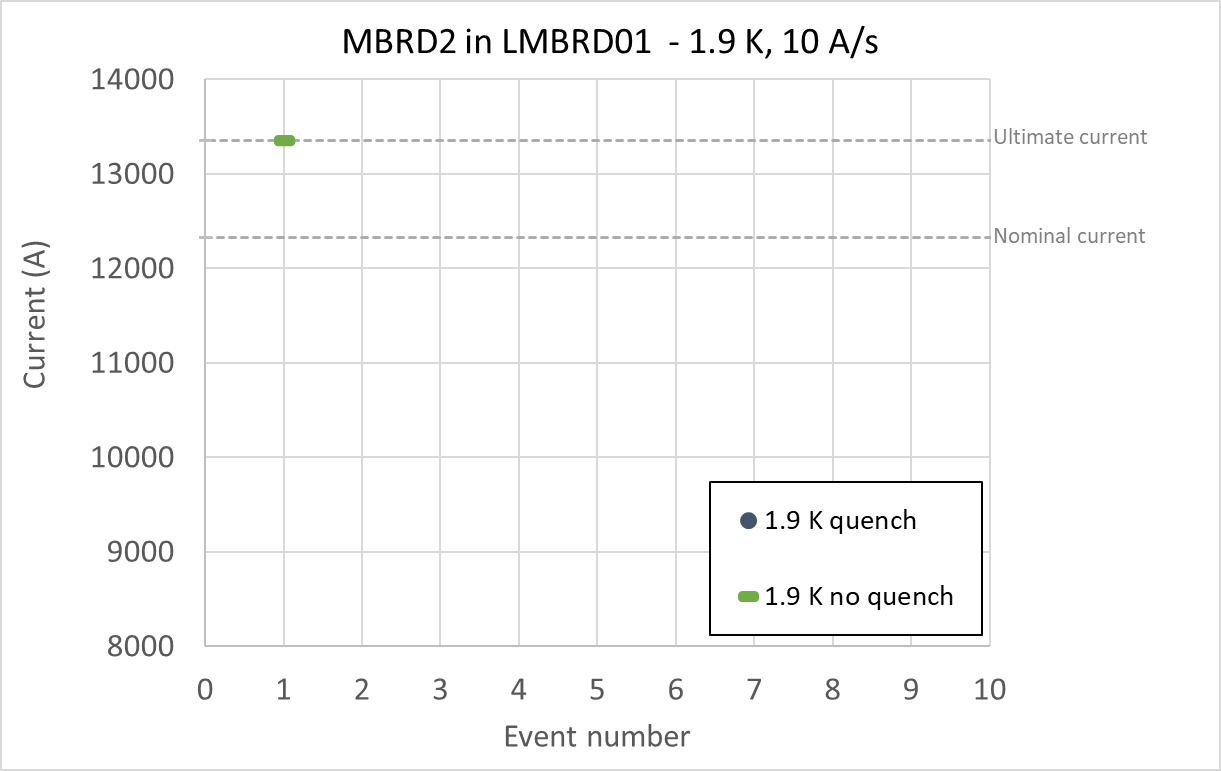 MBRD2 in LMBRD01  - 1.9 K, 10 A/s
14000
13000
12000
11000
10000
9000
8000
Current (A)
Ultimate current
Nominal current
1.9 K quench
1.9 K no quench
0 1 2 3 4 5 6 7 8 9 10
Event number